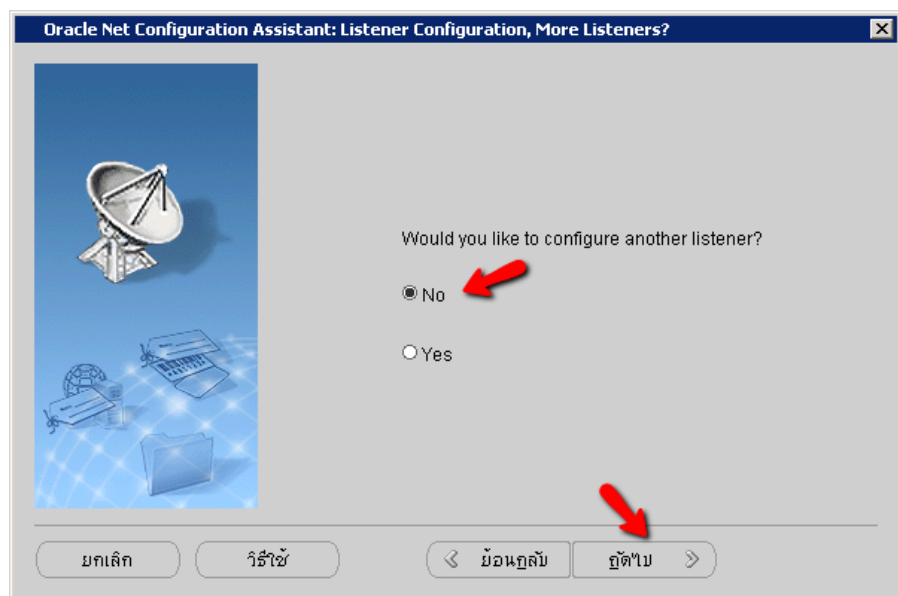 Oracle Net Configuration Assistant: Listener Configuration, More Listeners?
Would you like to configure another listener?
No
Yes
ยกเลิก
วิธีใช้
ย้อนกลับ
ถัดไป